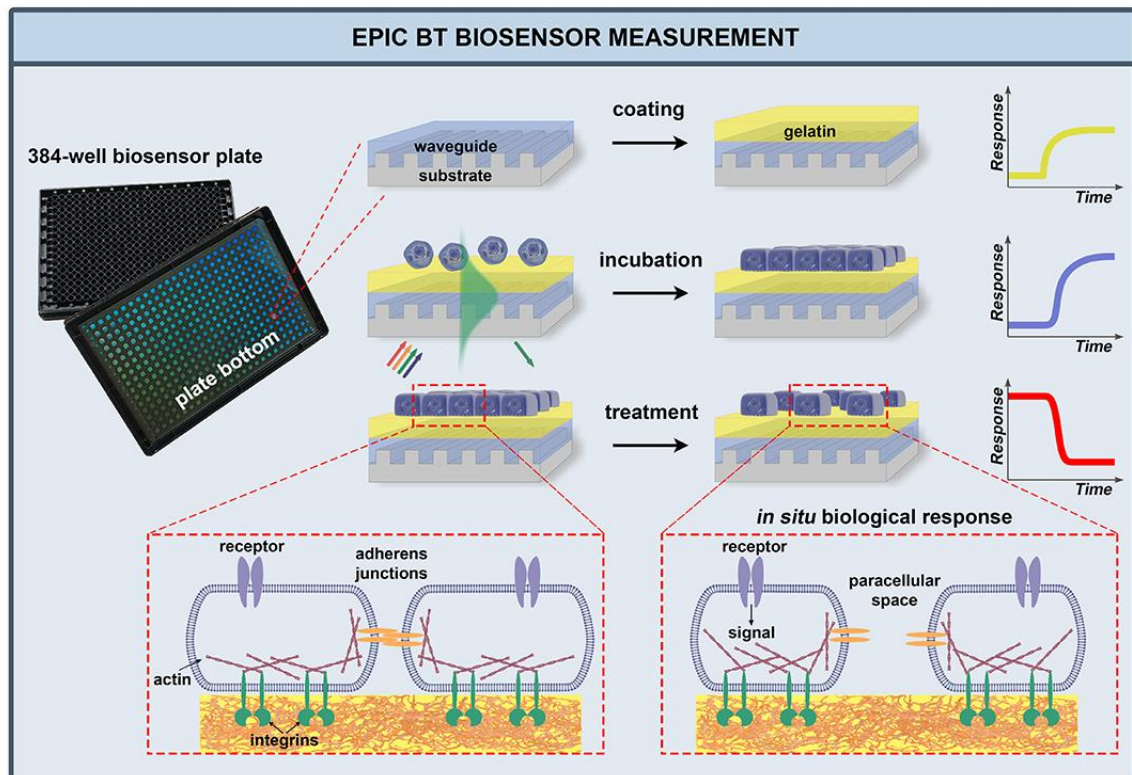 EPIC BT BIOSENSOR MEASUREMENT
384-well biosensor plate
plate bottom
waveguide
substrate
coating
gelatin
Response
Time
incubation
Response
Time
treatment
Response
Time
in situ biological response
receptor
adherens
junctions
actin
integrins
receptor
paracellular
space
signal